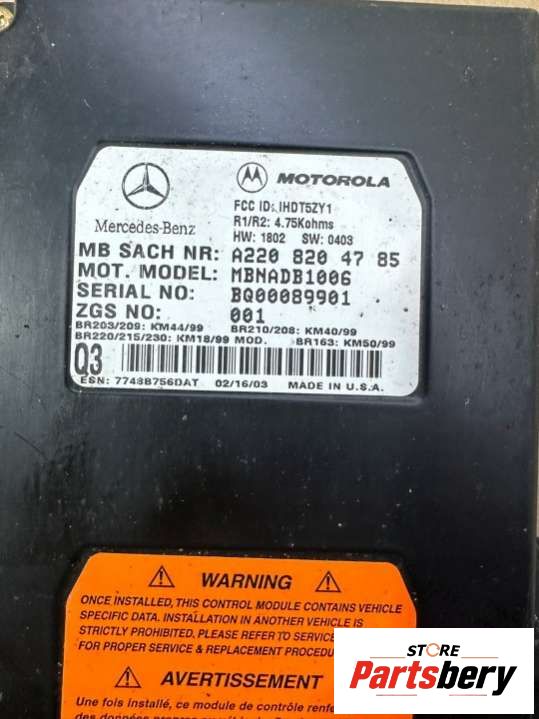 MOTOROLA
FCC ID: IHDT5ZY1
R1/R2: 4.75Kohms
HW: 1802 SW: 0403
Mercedes-Benz
MB SACH NR: A220 820 47 85
MOT. MODEL: MBNADB1006
SERIAL NO: BQ00089901
ZGS NO: 001
BR203/209: KM44/99 BR210/208: KM40/99
BR220/215/230: KM18/99 MOD. BR163: KM50/99
Q3
ESN: 7748B756DAT 02/16/03 MADE IN U.S.A.
WARNING
ONCE INSTALLED, THIS CONTROL MODULE CONTAINS VEHICLE
SPECIFIC DATA. INSTALLATION IN ANOTHER VEHICLE IS
STRICTLY PROHIBITED. PLEASE REFER TO SERVICE
FOR PROPER SERVICE & REPLACEMENT
AVERTISSEMENT
Une fois installé, ce module de contrôle renferme
des données
STORE
Partsbery